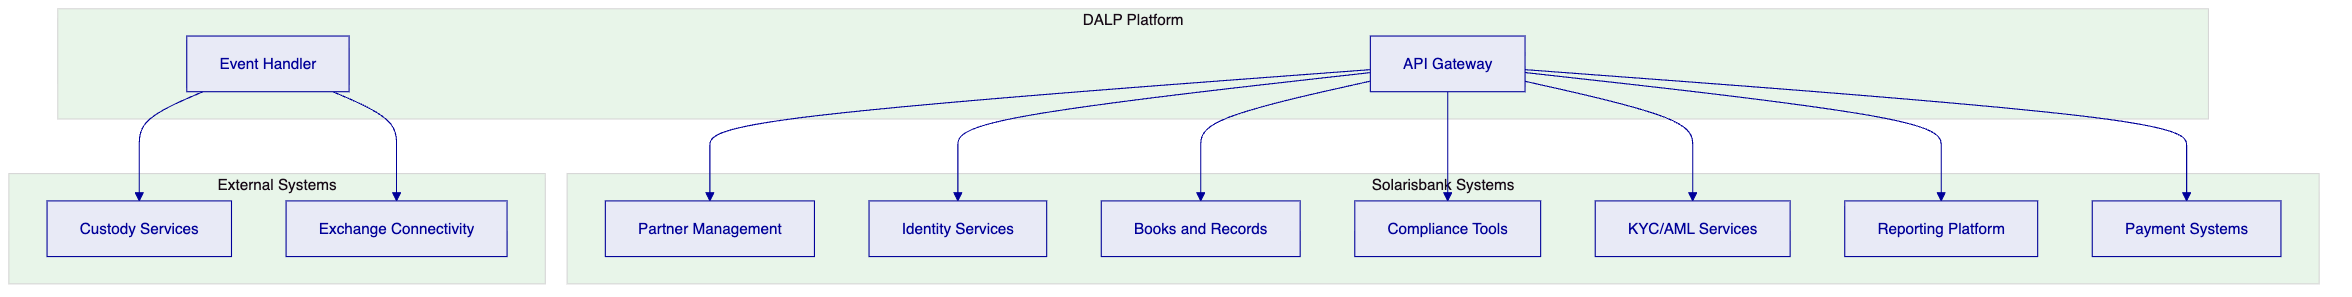 DALP Platform
Event Handler
API Gateway
External Systems
Solarisbank Systems
Custody Services
Exchange Connectivity
Partner Management
Identity Services
Books and Records
Compliance Tools
KYC/AML Services
Reporting Platform
Payment Systems